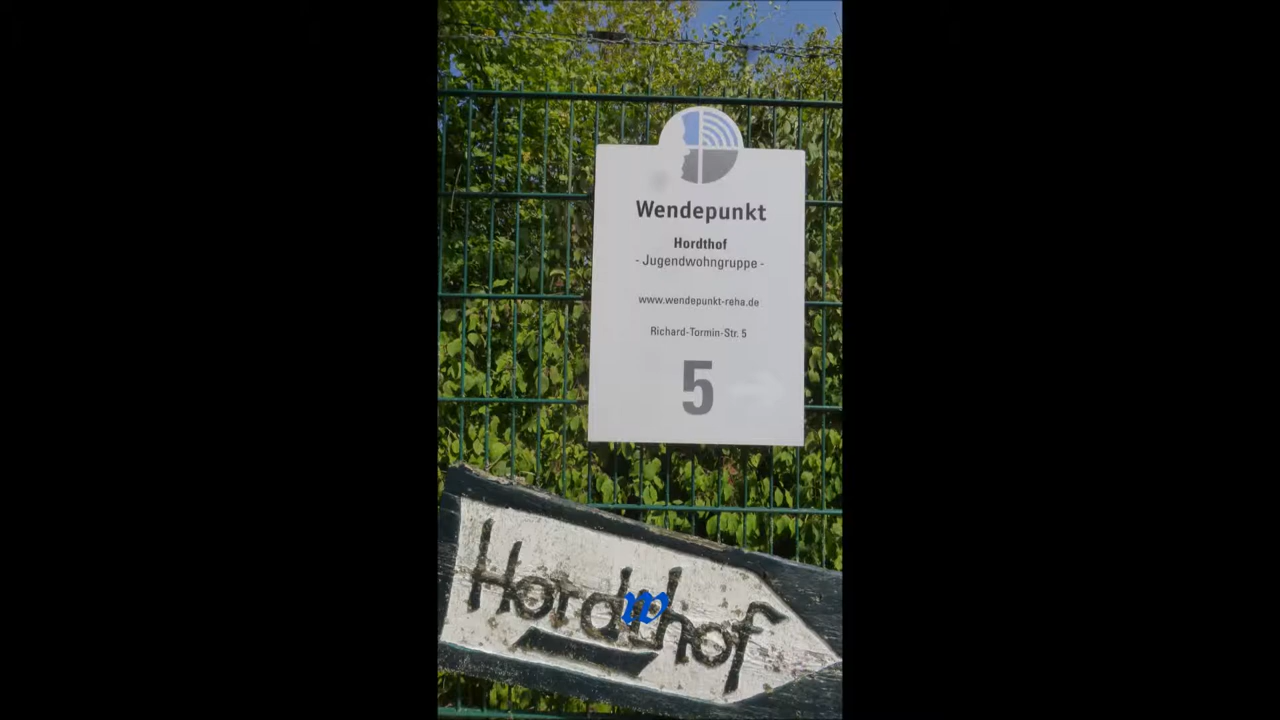 Wendepunkt
Hordthof
- Jugendwohngruppe -
www.wendepunkt-reha.de
Richard-Tormin-Str. 5
5
Hordthof
w